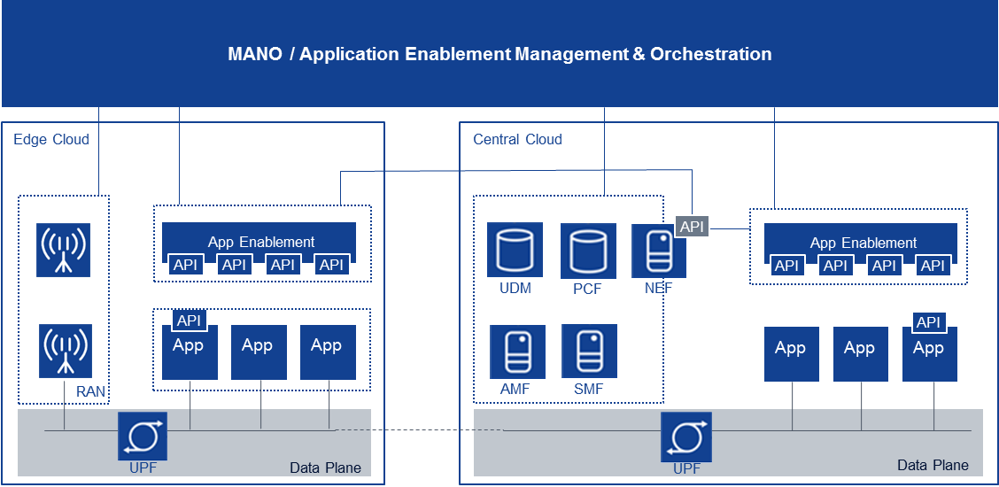 MANO / Application Enablement Management & Orchestration
Edge Cloud
App Enablement
API
API
API
API
API
App
App
App
RAN
UPF
Data Plane
Central Cloud
API
UDM
PCF
NEF
AMF
SMF
App Enablement
API
API
API
API
API
App
App
App
UPF
Data Plane